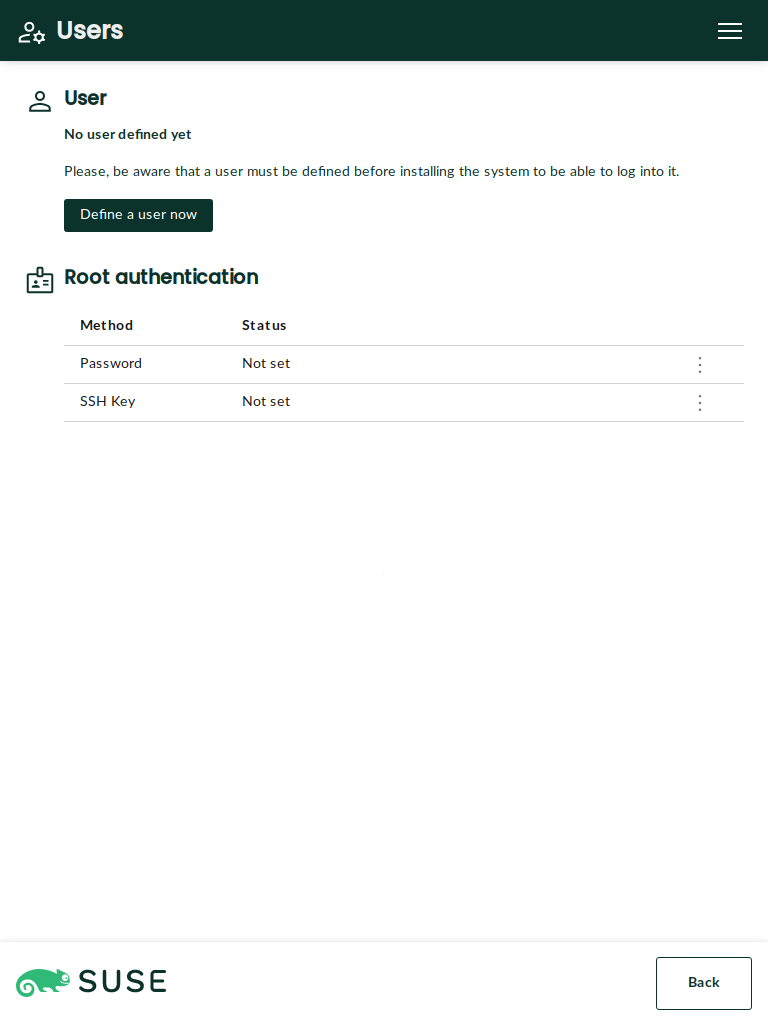 Users
User
No user defined yet
Please, be aware that a user must be defined before installing the system to be able to log into it.
Define a user now
Root authentication
Method Status
Password Not set
SSH Key Not set
SUSE
Back